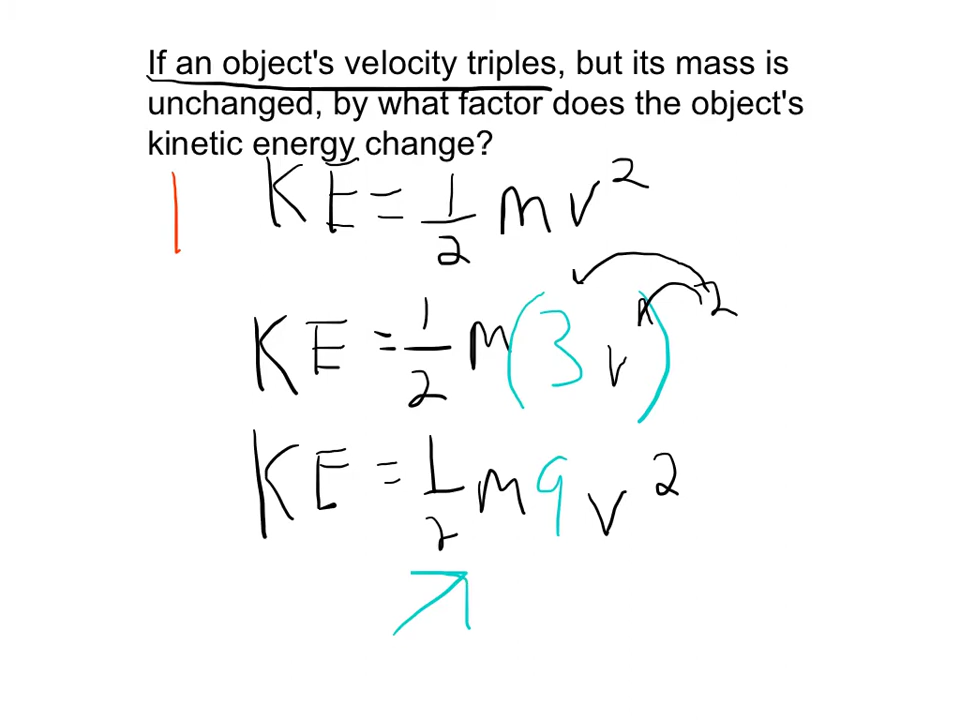 If an object's velocity triples, but its mass is
unchanged, by what factor does the object's
kinetic energy change?
| KE = 1/2 mv²
KE = 1/2 m(3v)²
KE = 1/2 m9v²